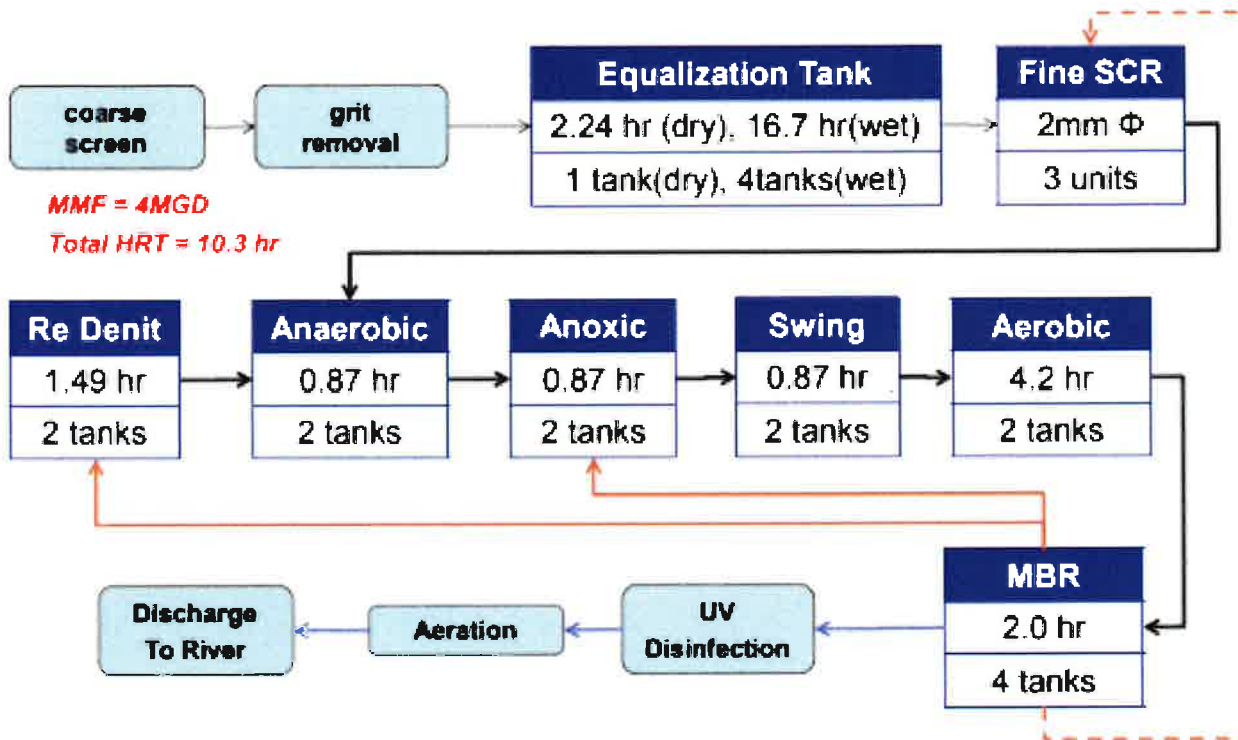 Equalization Tank
Fine SCR
coarse
screen
grit
removal
2.24 hr (dry), 16.7 hr(wet)
2mm Φ
1 tank(dry), 4tanks(wet)
3 units
MMF = 4MGD
Total HRT = 10.3 hr
Re Denit
Anaerobic
Anoxic
Swing
Aerobic
1.49 hr
0.87 hr
0.87 hr
0.87 hr
4.2 hr
2 tanks
2 tanks
2 tanks
2 tanks
2 tanks
MBR
2.0 hr
4 tanks
Discharge
To River
Aeration
UV
Disinfection